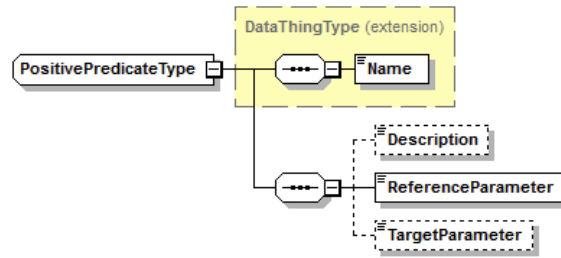 DataThingType (extension)
PositivePredicateType
Name
Description
ReferenceParameter
TargetParameter